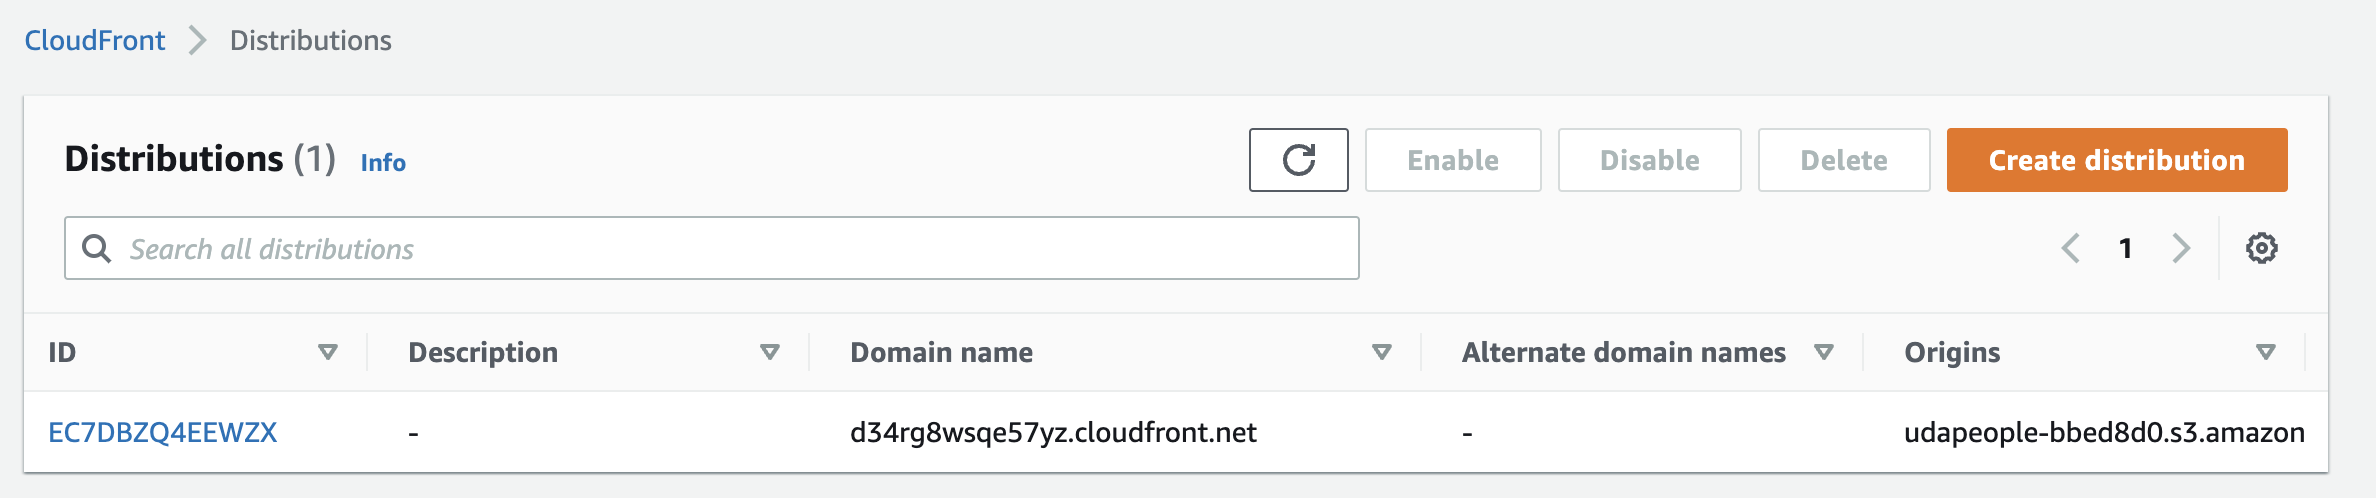 CloudFront Distributions
Distributions (1) Info
Enable Disable Delete Create distribution
Search all distributions
1
ID Description Domain name Alternate domain names Origins
EC7DBZQ4EEWZX - d34rg8wsqe57yz.cloudfront.net - udapeople-bbed8d0.s3.amazon